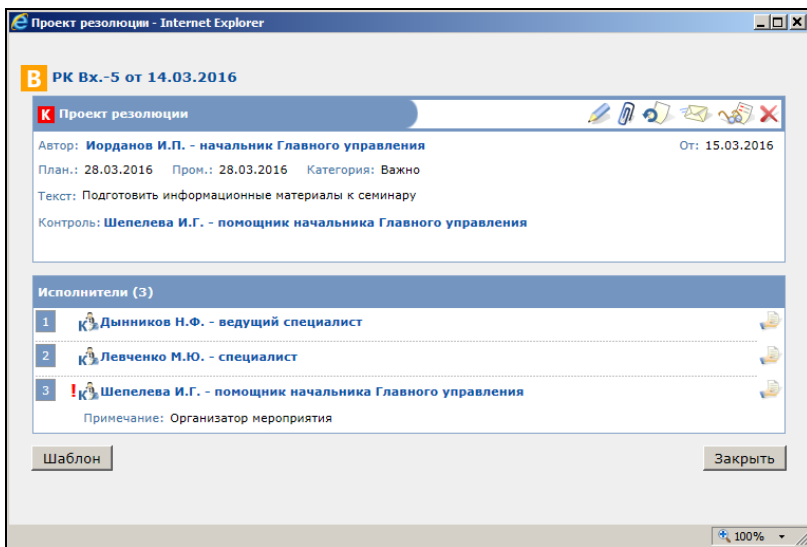 Проект резолюции - Internet Explorer
В РК Вх.-5 от 14.03.2016
К Проект резолюции
Автор: Иорданов И.П. - начальник Главного управления От: 15.03.2016
План.: 28.03.2016 Пром.: 28.03.2016 Категория: Важно
Текст: Подготовить информационные материалы к семинару
Контроль: Шепелева И.Г. - помощник начальника Главного управления
Исполнители (3)
1 К Дынников Н.Ф. - ведущий специалист
2 К Левченко М.Ю. - специалист
3 ! К Шепелева И.Г. - помощник начальника Главного управления
Примечание: Организатор мероприятия
Шаблон Закрыть
100%